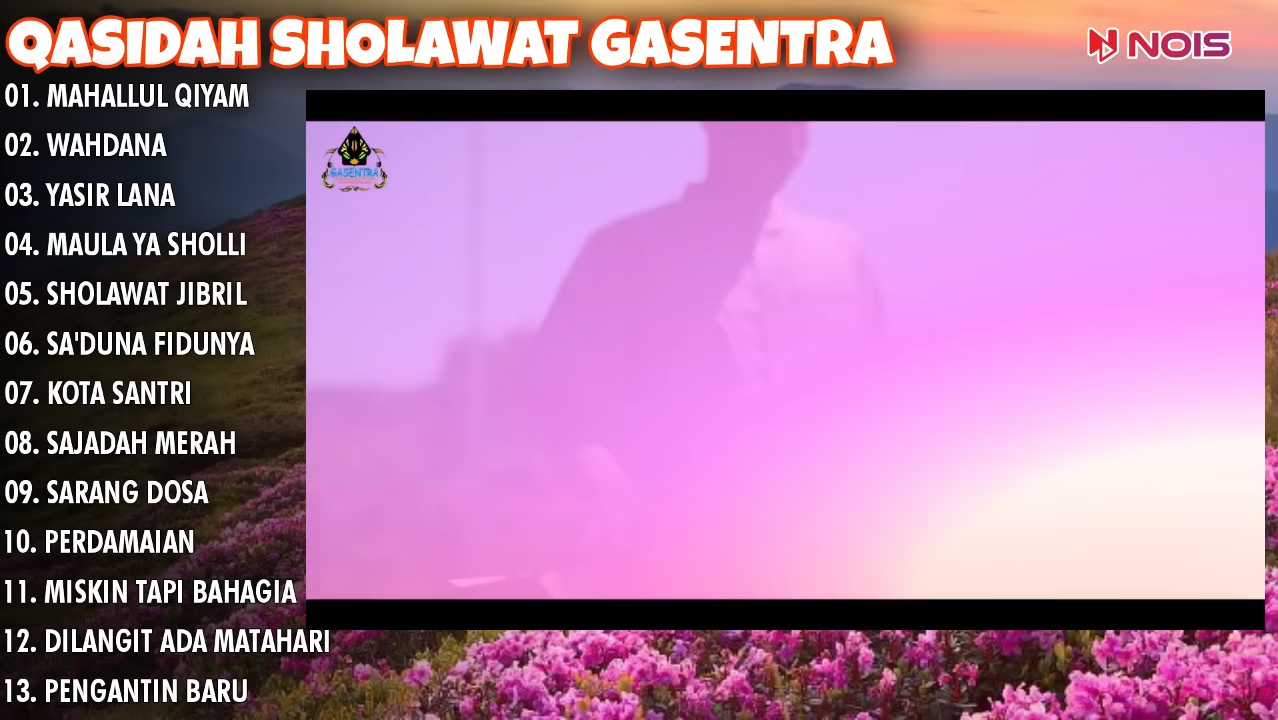 QASIDAH SHOLAWAT GASENTRA
NOIS
01. MAHALLUL QIYAM
02. WAHDANA
03. YASIR LANA
04. MAULA YA SHOLLI
05. SHOLAWAT JIBRIL
06. SA'DUNA FIDUNYA
07. KOTA SANTRI
08. SAJADAH MERAH
09. SARANG DOSA
10. PERDAMAIAN
11. MISKIN TAPI BAHAGIA
12. DILANGIT ADA MATAHARI
13. PENGANTIN BARU
GASENTRA